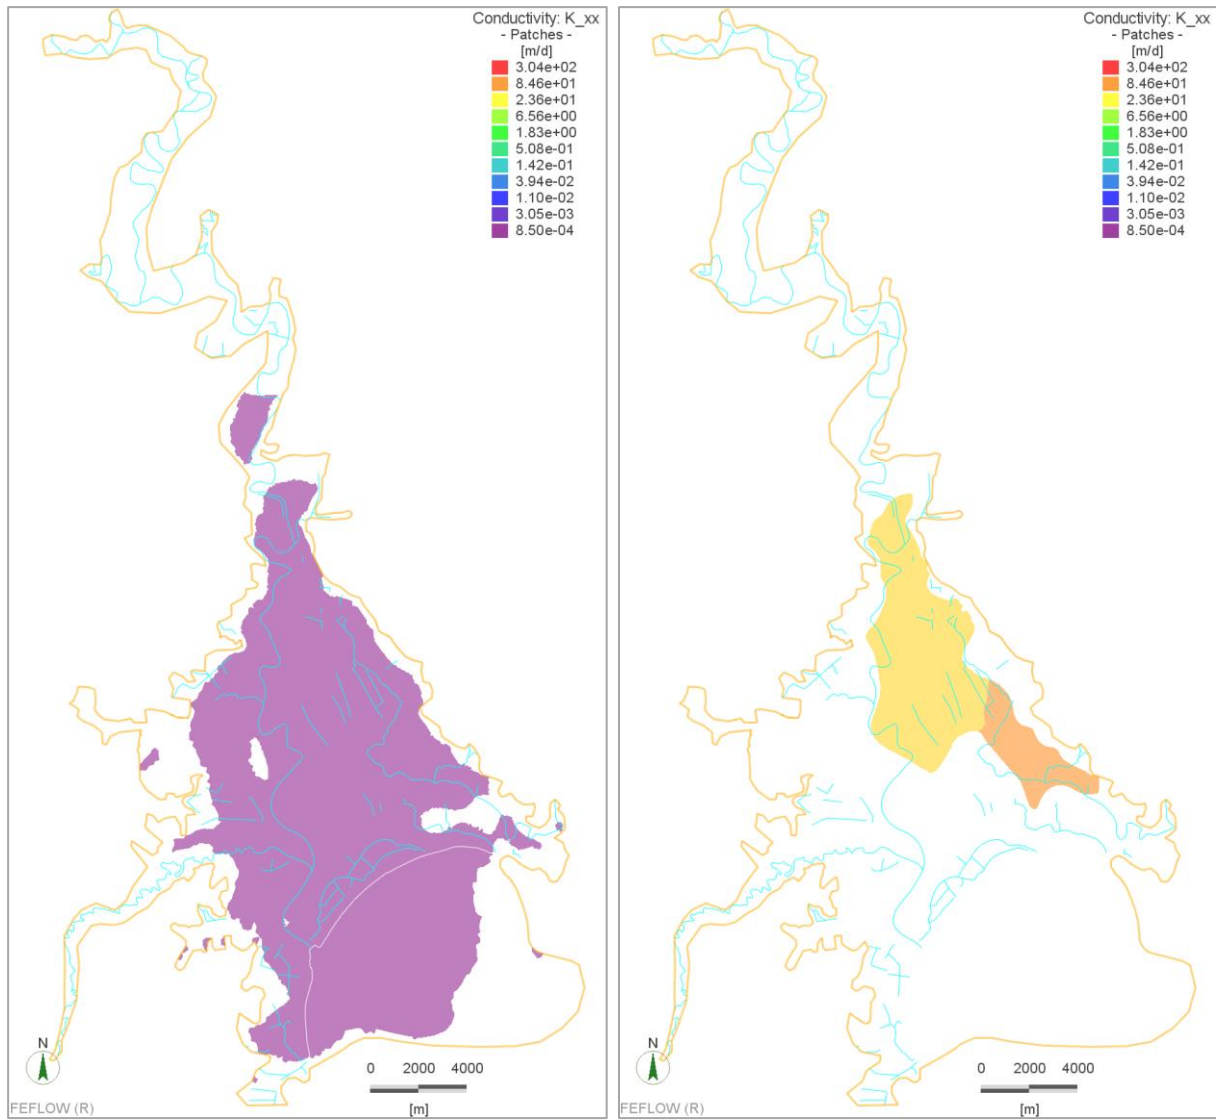 Conductivity: K_xx
- Patches -
[m/d]
3.04e+02
8.46e+01
2.36e+01
6.56e+00
1.83e+00
5.08e-01
1.42e-01
3.94e-02
1.10e-02
3.05e-03
8.50e-04
N
0 2000 4000
[m]
FEFLOW (R)
Conductivity: K_xx
- Patches -
[m/d]
3.04e+02
8.46e+01
2.36e+01
6.56e+00
1.83e+00
5.08e-01
1.42e-01
3.94e-02
1.10e-02
3.05e-03
8.50e-04
N
0 2000 4000
[m]
FEFLOW (R)